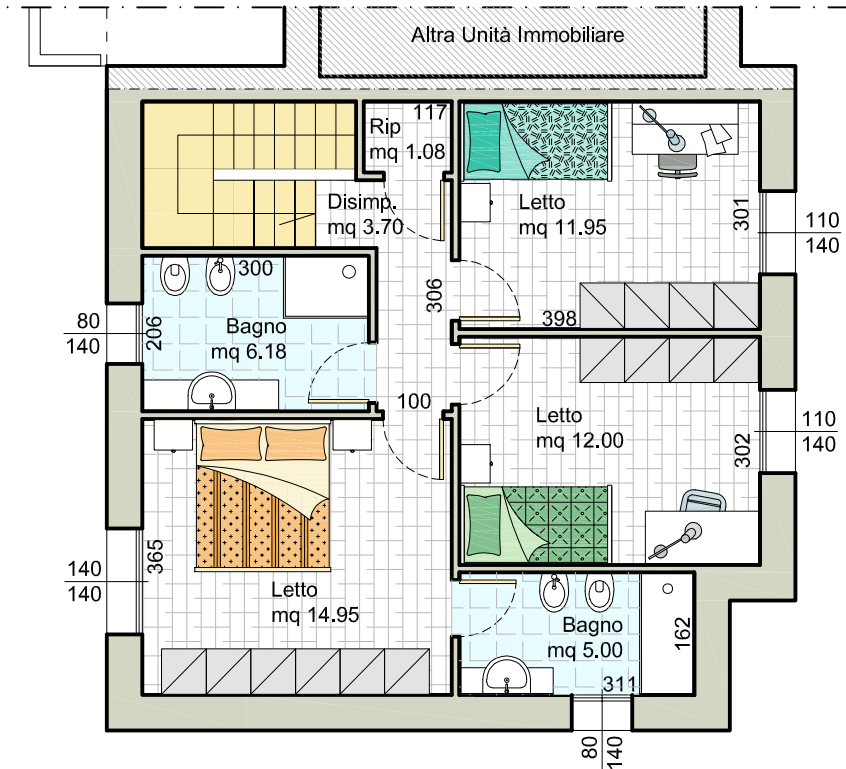 Altra Unità Immobiliare
117
Rip
mq 1.08
Disimp.
mq 3.70
Letto
mq 11.95
301
110
140
300
306
398
80
140
206
Bagno
mq 6.18
100
Letto
mq 12.00
302
110
140
365
140
140
Letto
mq 14.95
Bagno
mq 5.00
162
311
80
140